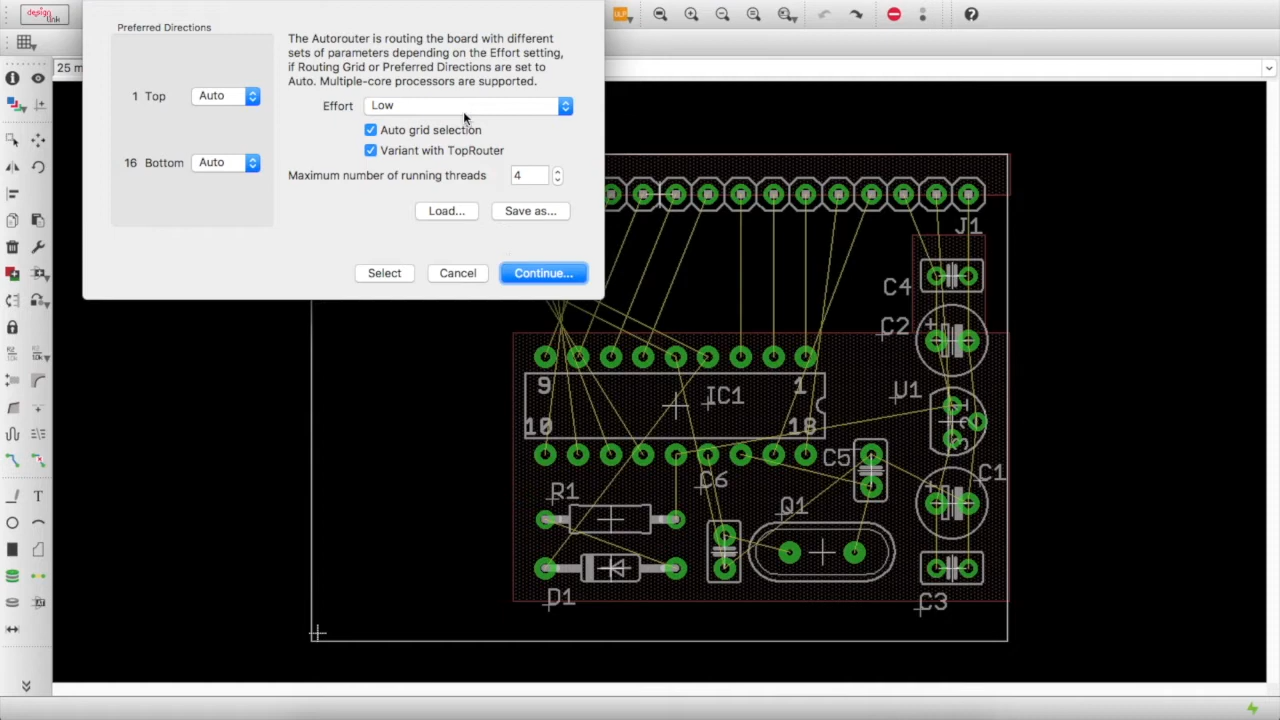 design
link
ULP
25 m
Preferred Directions
1 Top Auto
16 Bottom Auto
The Autorouter is routing the board with different
sets of parameters depending on the Effort setting,
if Routing Grid or Preferred Directions are set to
Auto. Multiple-core processors are supported.
Effort Low
Auto grid selection
Variant with TopRouter
Maximum number of running threads 4
Load... Save as...
Select Cancel Continue...
J1
C4
C2
U1
9 IC1 1
10 18
C5
C6
C1
R1
Q1
D1
C3